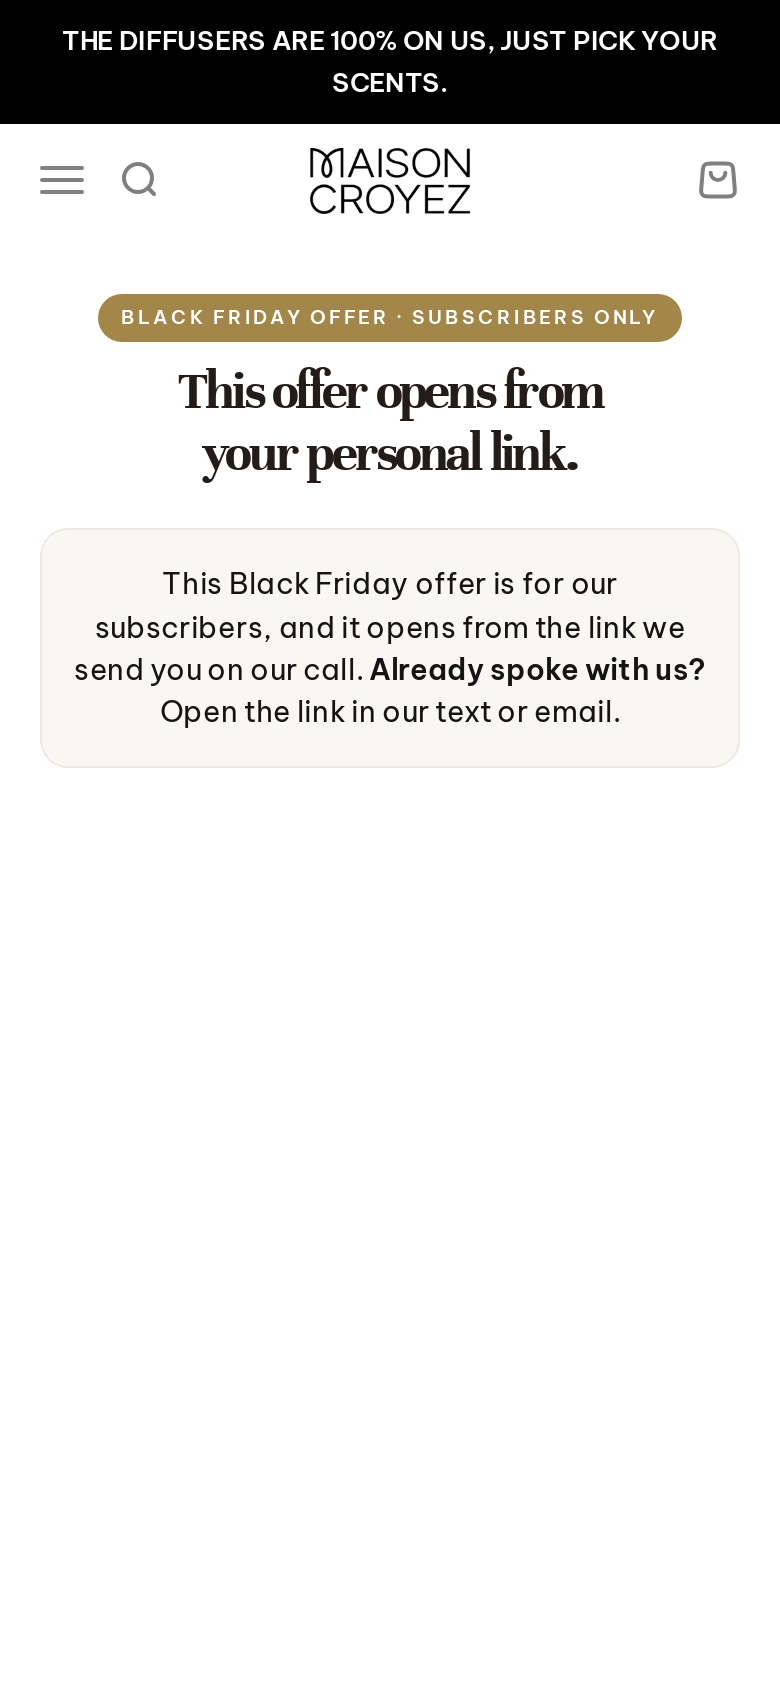 THE DIFFUSERS ARE 100% ON US, JUST PICK YOUR
SCENTS.
MAISON
CROYEZ
BLACK FRIDAY OFFER · SUBSCRIBERS ONLY
This offer opens from
your personal link.
This Black Friday offer is for our
subscribers, and it opens from the link we
send you on our call. Already spoke with us?
Open the link in our text or email.